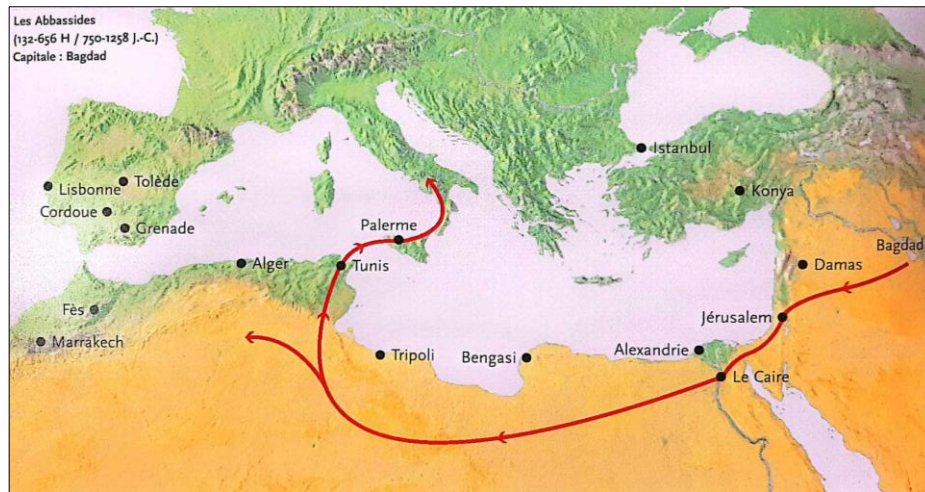 Les Abbassides
(132-656 H / 750-1258 J.-C.)
Capitale : Bagdad
Istanbul
Lisbonne
Tolède
Konya
Cordoue
Grenade
Palerme
Bagdad
Alger
Tunis
Damas
Fès
Jérusalem
Marrakech
Tripoli
Bengasi
Alexandrie
Le Caire